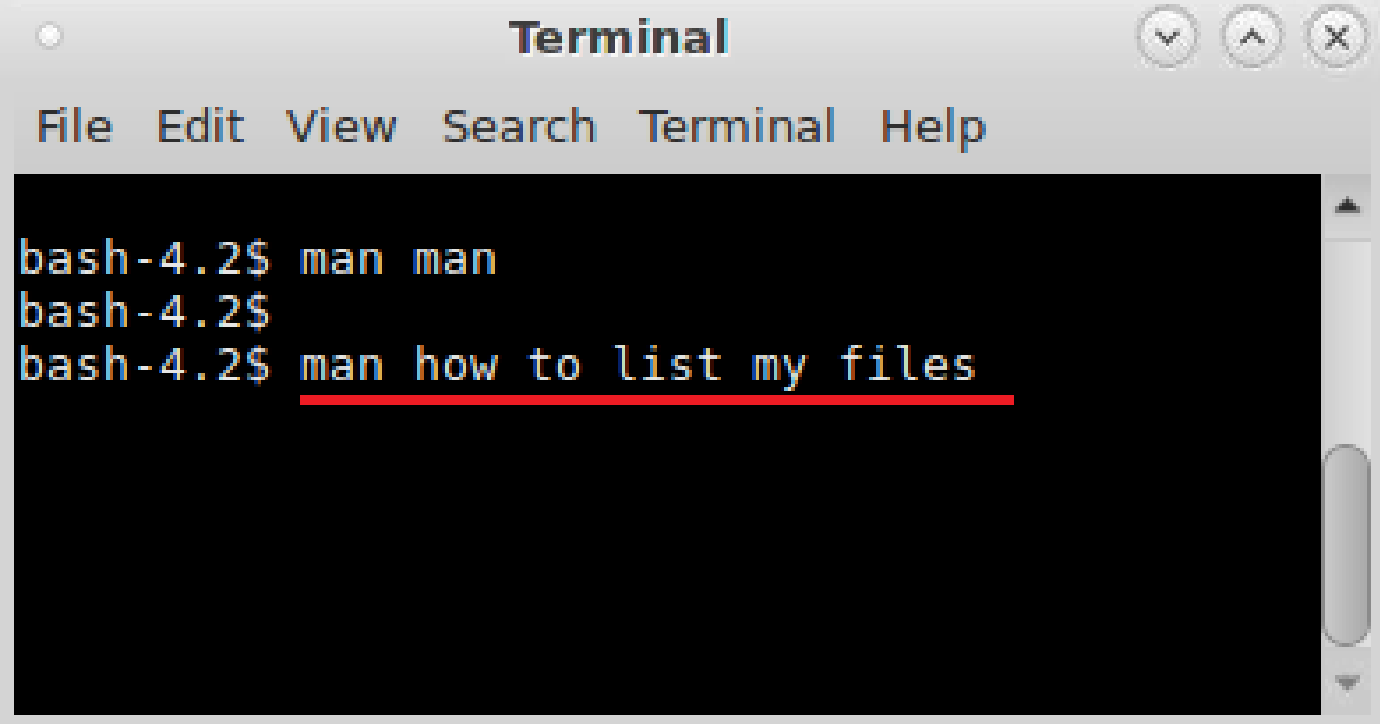 Terminal
File Edit View Search Terminal Help
bash-4.2$ man man
bash-4.2$
bash-4.2$ man how to list my files